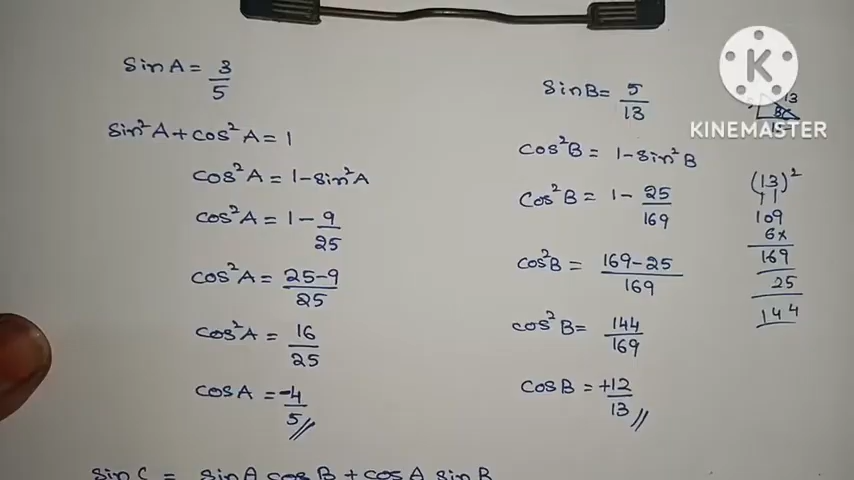 sinA = 3/5
sin²A + cos²A = 1
cos²A = 1 - sin²A
cos²A = 1 - 9/25
cos²A = 25-9/25
cos²A = 16/25
cosA = -4/5 //
sinB = 5/13
cos²B = 1 - sin²B
cos²B = 1 - 25/169
cos²B = 169-25/169
cos²B = 144/169
cosB = +12/13 //
K
KINEMASTER
13
(13)²
109
6x
169
25
144
sinC = sinA cosB + cosA sinB